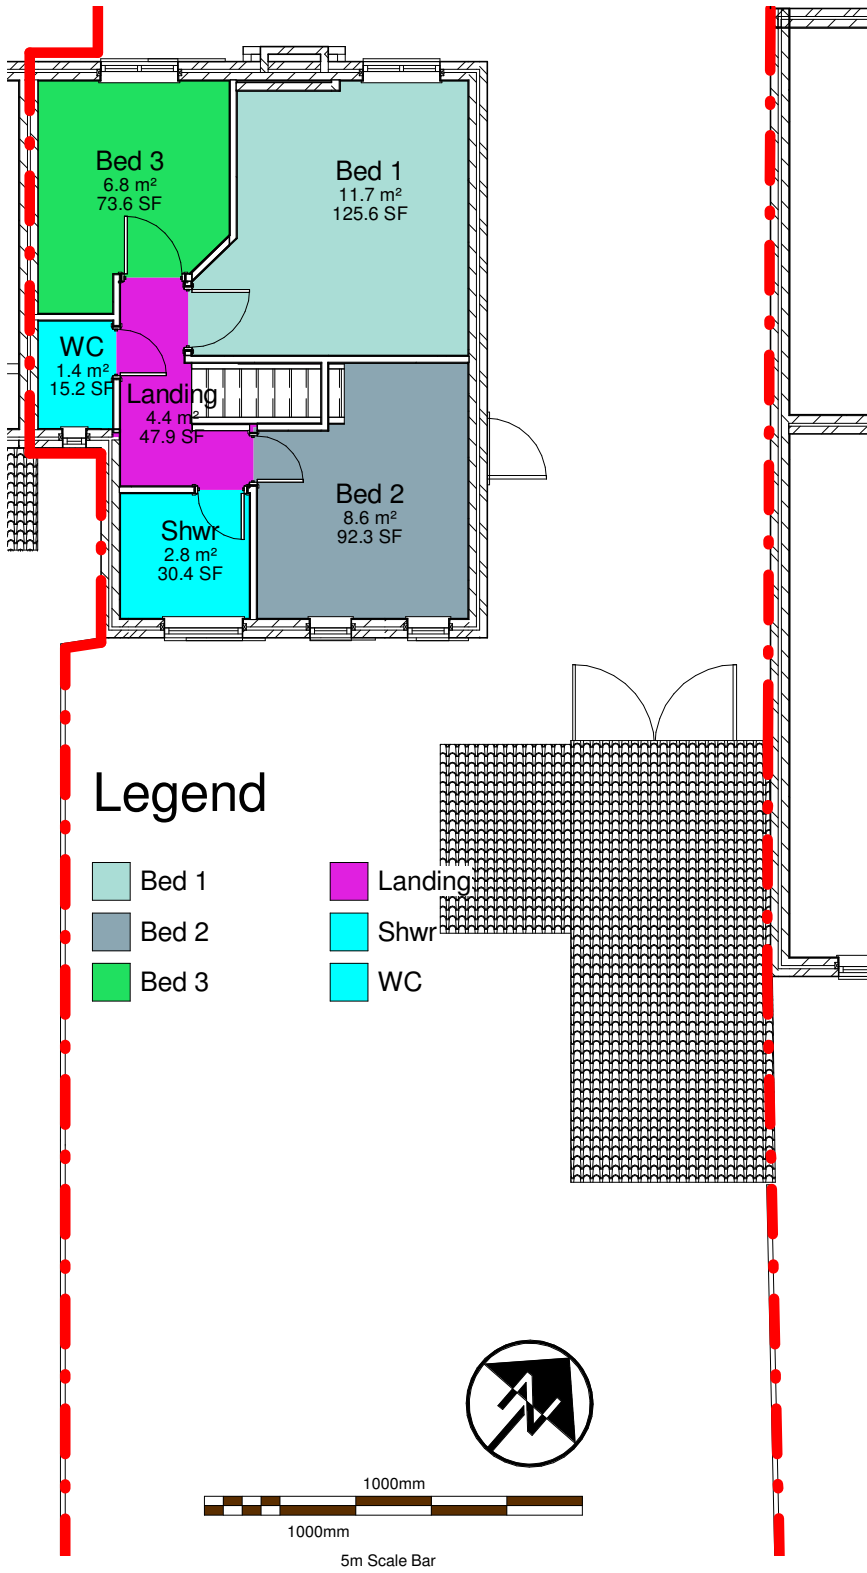 Bed 3
6.8 m²
73.6 SF
Bed 1
11.7 m²
125.6 SF
WC
1.4 m²
15.2 SF
Landing
4.4 m²
47.9 SF
Bed 2
8.6 m²
92.3 SF
Shwr
2.8 m²
30.4 SF
Legend
Bed 1
Landing
Bed 2
Shwr
Bed 3
WC
N
1000mm
1000mm
5m Scale Bar